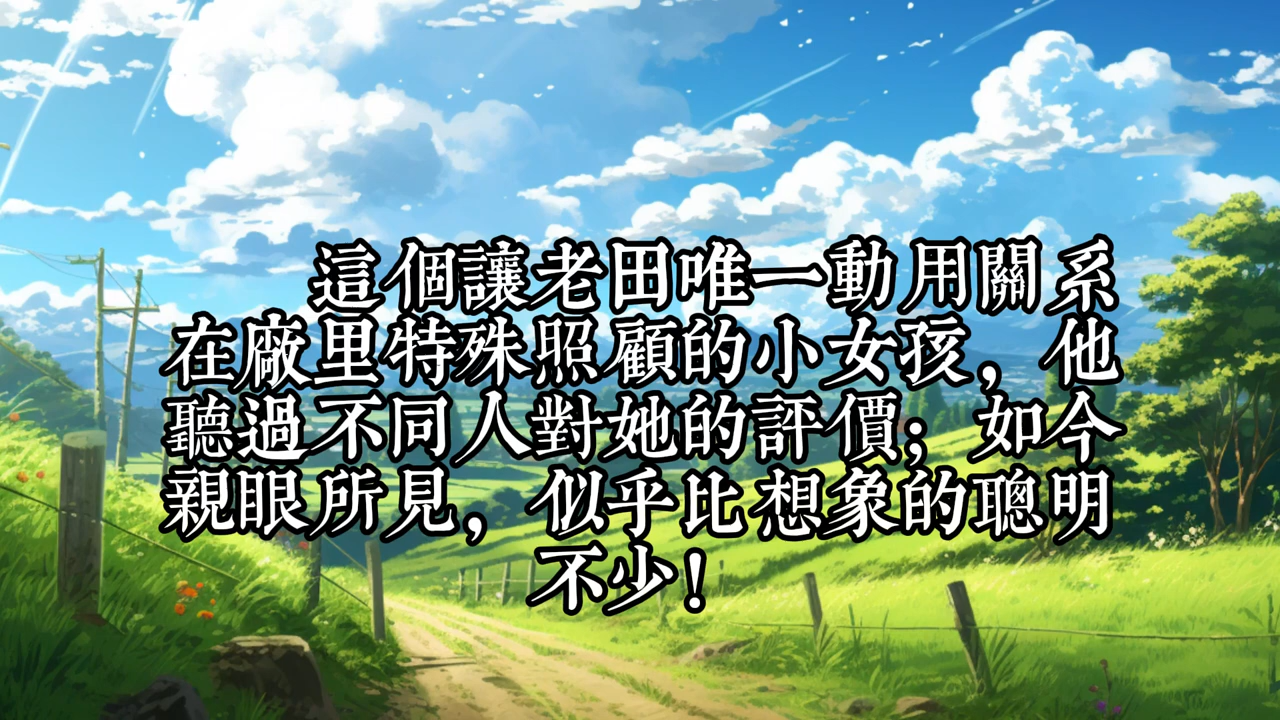 這個讓老田唯一動用關系
在廠里特殊照顧的小女孩，他
聽過不同人對她的評價；如今
親眼所見，似乎比想象的聰明
不少！